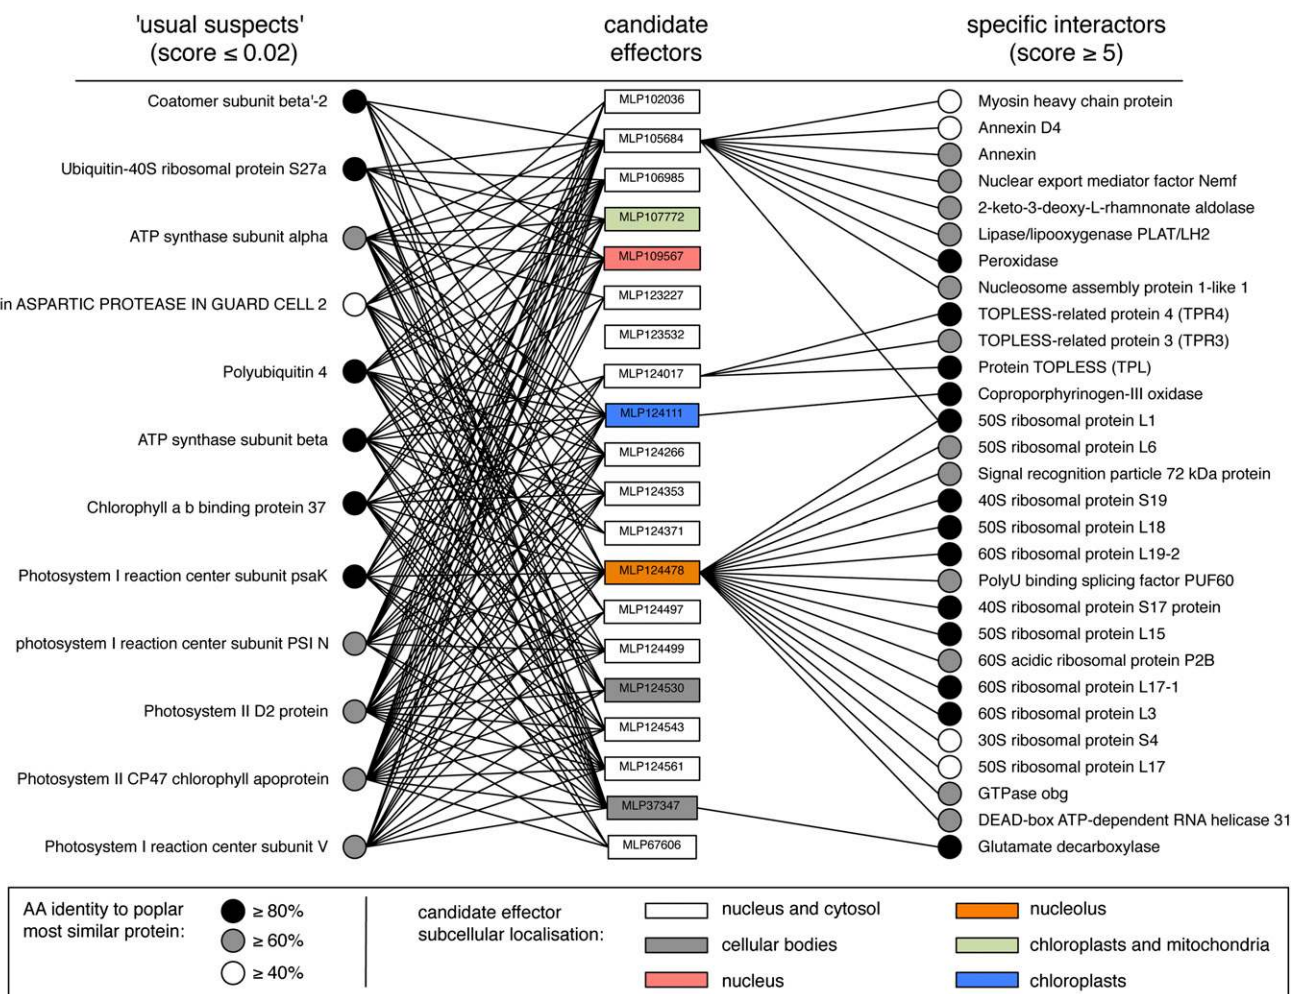 'usual suspects'
(score ≤ 0.02)
candidate
effectors
specific interactors
(score ≥ 5)
Coatomer subunit beta'-2
Ubiquitin-40S ribosomal protein S27a
ATP synthase subunit alpha
in ASPARTIC PROTEASE IN GUARD CELL 2
Polyubiquitin 4
ATP synthase subunit beta
Chlorophyll a b binding protein 37
Photosystem I reaction center subunit psaK
photosystem I reaction center subunit PSI N
Photosystem II D2 protein
Photosystem II CP47 chlorophyll apoprotein
Photosystem I reaction center subunit V
MLP102036
MLP105684
MLP106985
MLP107772
MLP109567
MLP123227
MLP123532
MLP124017
MLP124111
MLP124266
MLP124353
MLP124371
MLP124478
MLP124497
MLP124499
MLP124530
MLP124543
MLP124561
MLP37347
MLP67606
Myosin heavy chain protein
Annexin D4
Annexin
Nuclear export mediator factor Nemf
2-keto-3-deoxy-L-rhamnonate aldolase
Lipase/lipooxygenase PLAT/LH2
Peroxidase
Nucleosome assembly protein 1-like 1
TOPLESS-related protein 4 (TPR4)
TOPLESS-related protein 3 (TPR3)
Protein TOPLESS (TPL)
Coproporphyrinogen-III oxidase
50S ribosomal protein L1
50S ribosomal protein L6
Signal recognition particle 72 kDa protein
40S ribosomal protein S19
50S ribosomal protein L18
60S ribosomal protein L19-2
PolyU binding splicing factor PUF60
40S ribosomal protein S17 protein
50S ribosomal protein L15
60S acidic ribosomal protein P2B
60S ribosomal protein L17-1
60S ribosomal protein L3
30S ribosomal protein S4
50S ribosomal protein L17
GTPase obg
DEAD-box ATP-dependent RNA helicase 31
Glutamate decarboxylase
AA identity to poplar
most similar protein:
≥ 80%
≥ 60%
≥ 40%
candidate effector
subcellular localisation:
nucleus and cytosol
cellular bodies
nucleus
nucleolus
chloroplasts and mitochondria
chloroplasts